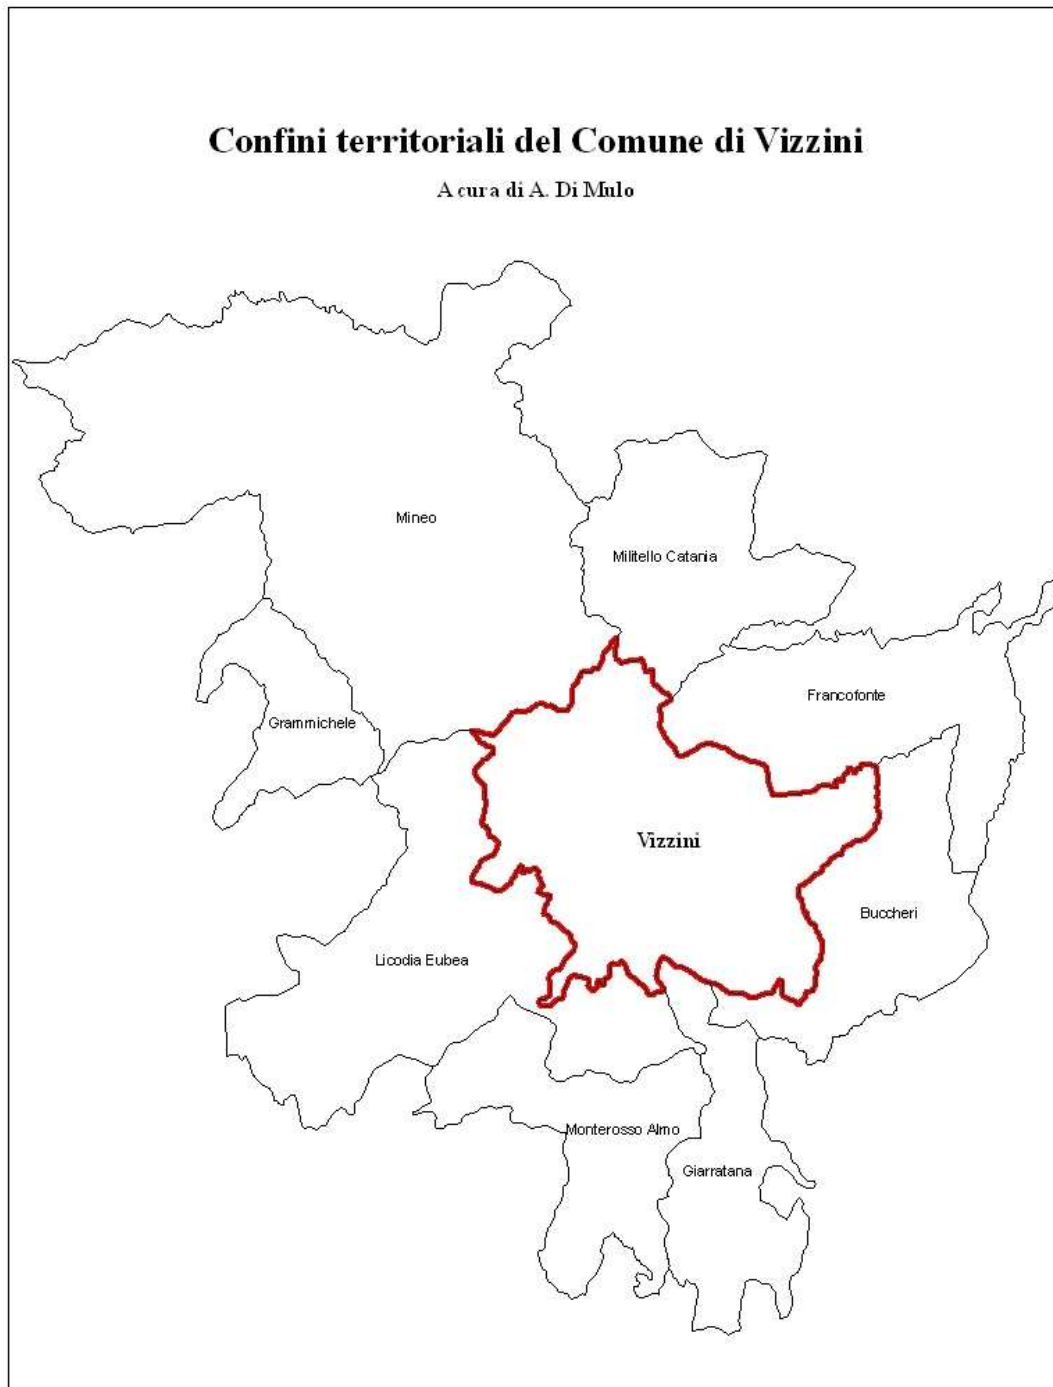 Confini territoriali del Comune di Vizzini
A cura di A. Di Mulo
Mineo
Militello Catania
Francofonte
Grammichele
Vizzini
Buccheri
Licodia Eubea
Monterosso Almo
Giarratana